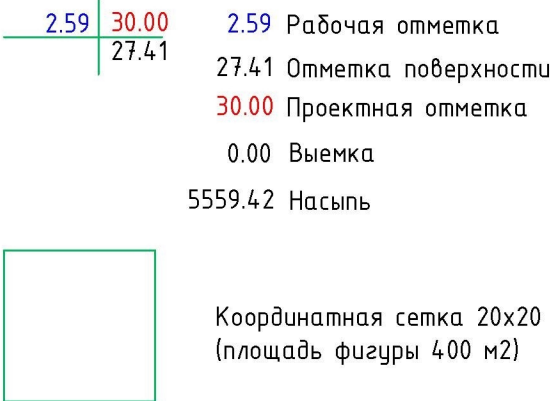 2.59 30.00
27.41
2.59 Рабочая отметка
27.41 Отметка поверхности
30.00 Проектная отметка
0.00 Выемка
5559.42 Насыпь
Координатная сетка 20х20
(площадь фигуры 400 м2)